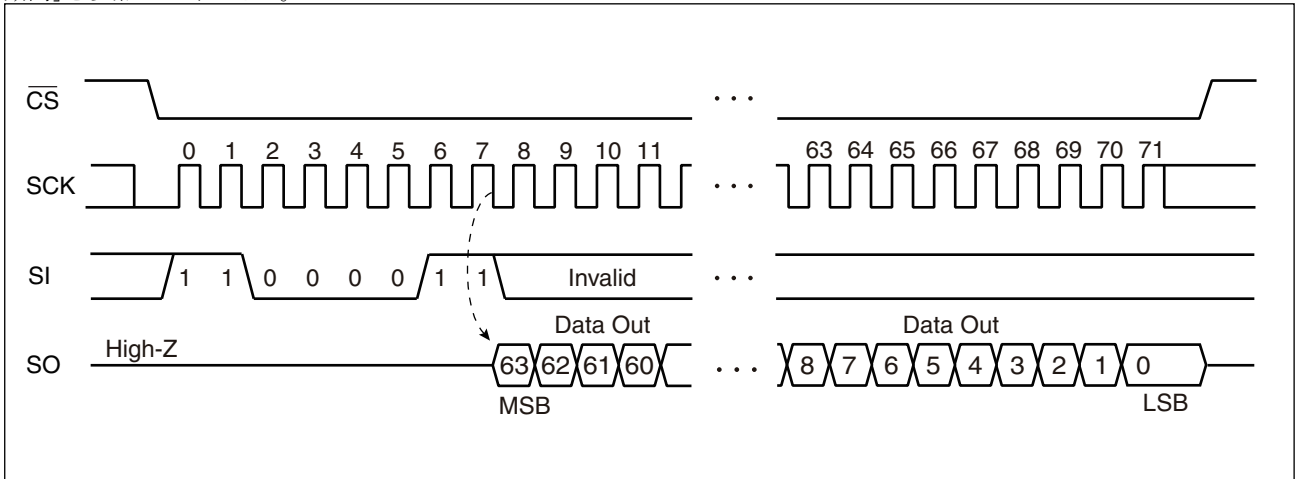 CS
. . .
0 1 2 3 4 5 6 7 8 9 10 11 63 64 65 66 67 68 69 70 71
SCK
. . .
SI
1 1 0 0 0 0 1 1 Invalid . . .
Data Out Data Out
High-Z
SO
63 62 61 60 . . . 8 7 6 5 4 3 2 1 0
MSB LSB